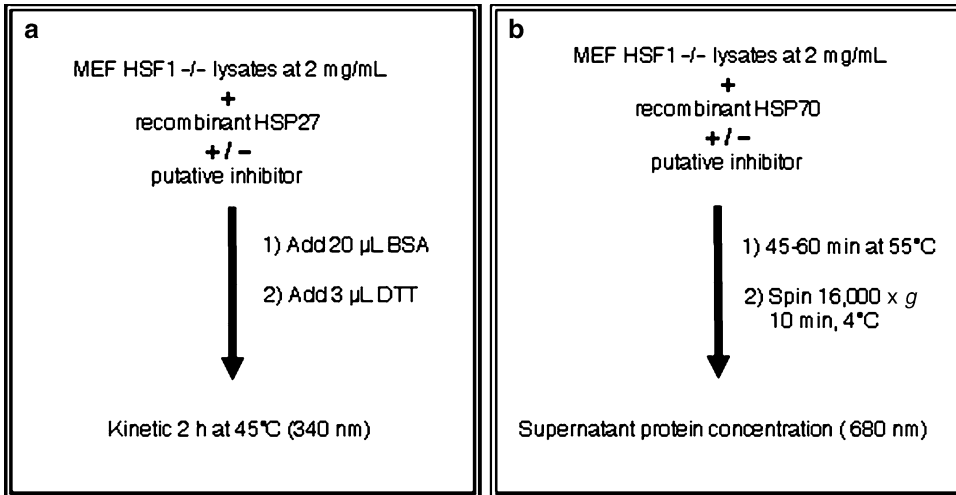 a
MEF HSF1 -/- lysates at 2 mg/mL
+
recombinant HSP27
+ / -
putative inhibitor
1) Add 20 µL BSA
2) Add 3 µL DTT
Kinetic 2 h at 45°C (340 nm)
b
MEF HSF1 -/- lysates at 2 mg/mL
+
recombinant HSP70
+ / -
putative inhibitor
1) 45-60 min at 55°C
2) Spin 16,000 x g
10 min, 4°C
Supernatant protein concentration ( 680 nm)